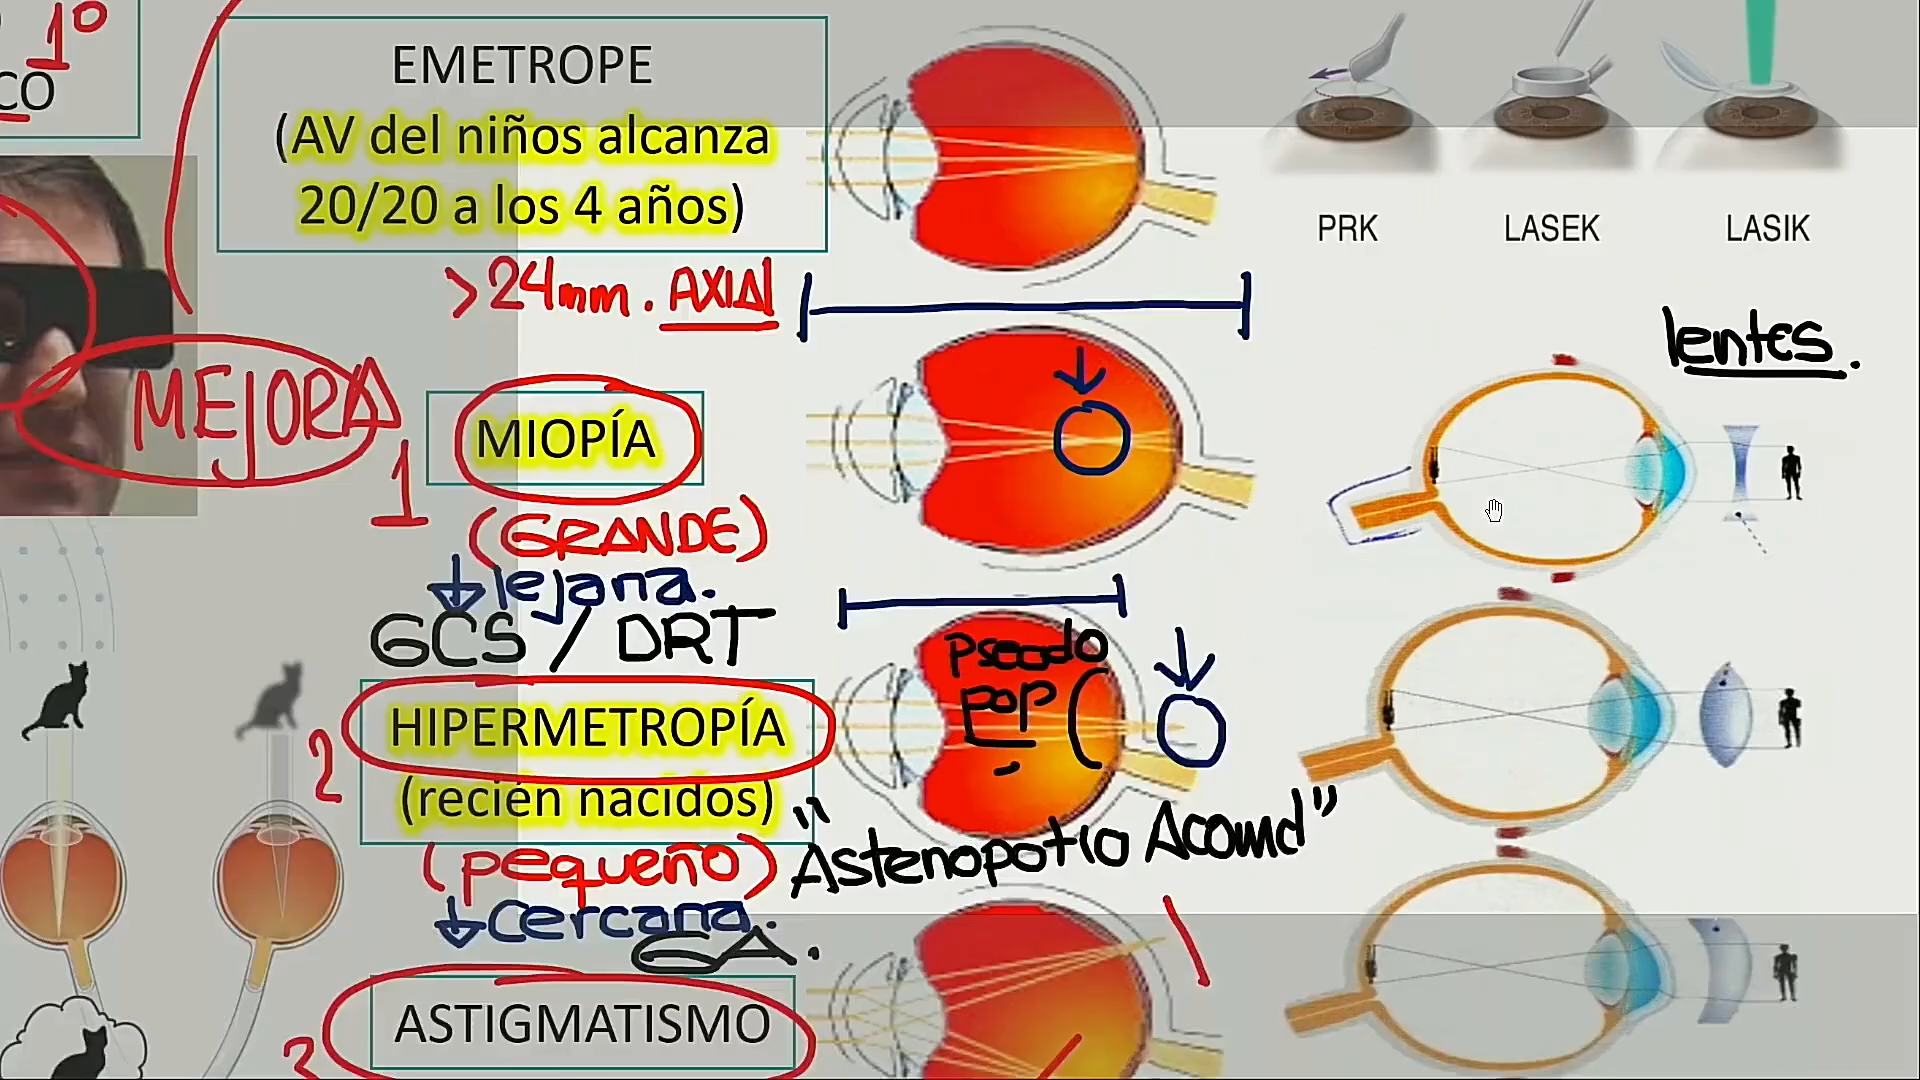 1º
CO
EMETROPE
(AV del niños alcanza
20/20 a los 4 años)
>24mm. AXIAL
PRK LASEK LASIK
lentes.
MEJORA
1 MIOPÍA
(GRANDE)
↓ lejana.
GCS / DRT
pseudo
pop (
2 HIPERMETROPÍA
(recién nacidos)
"Astenopatia Acomd"
(pequeño)
↓ cercana.
GA.
3 ASTIGMATISMO